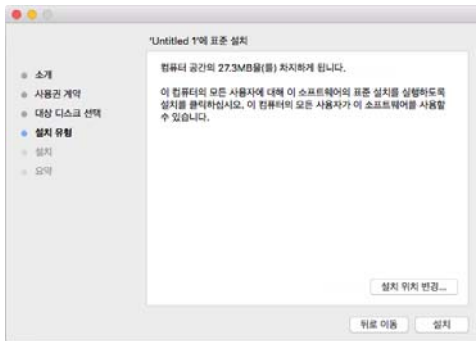 'Untitled 1'에 표준 설치
소개
사용권 계약
대상 디스크 선택
설치 유형
설치
요약
컴퓨터 공간의 27.3MB을(를) 차지하게 됩니다.
이 컴퓨터의 모든 사용자에 대해 이 소프트웨어의 표준 설치를 실행하도록
설치를 클릭하십시오. 이 컴퓨터의 모든 사용자가 이 소프트웨어를 사용할
수 있습니다.
설치 위치 변경...
뒤로 이동
설치